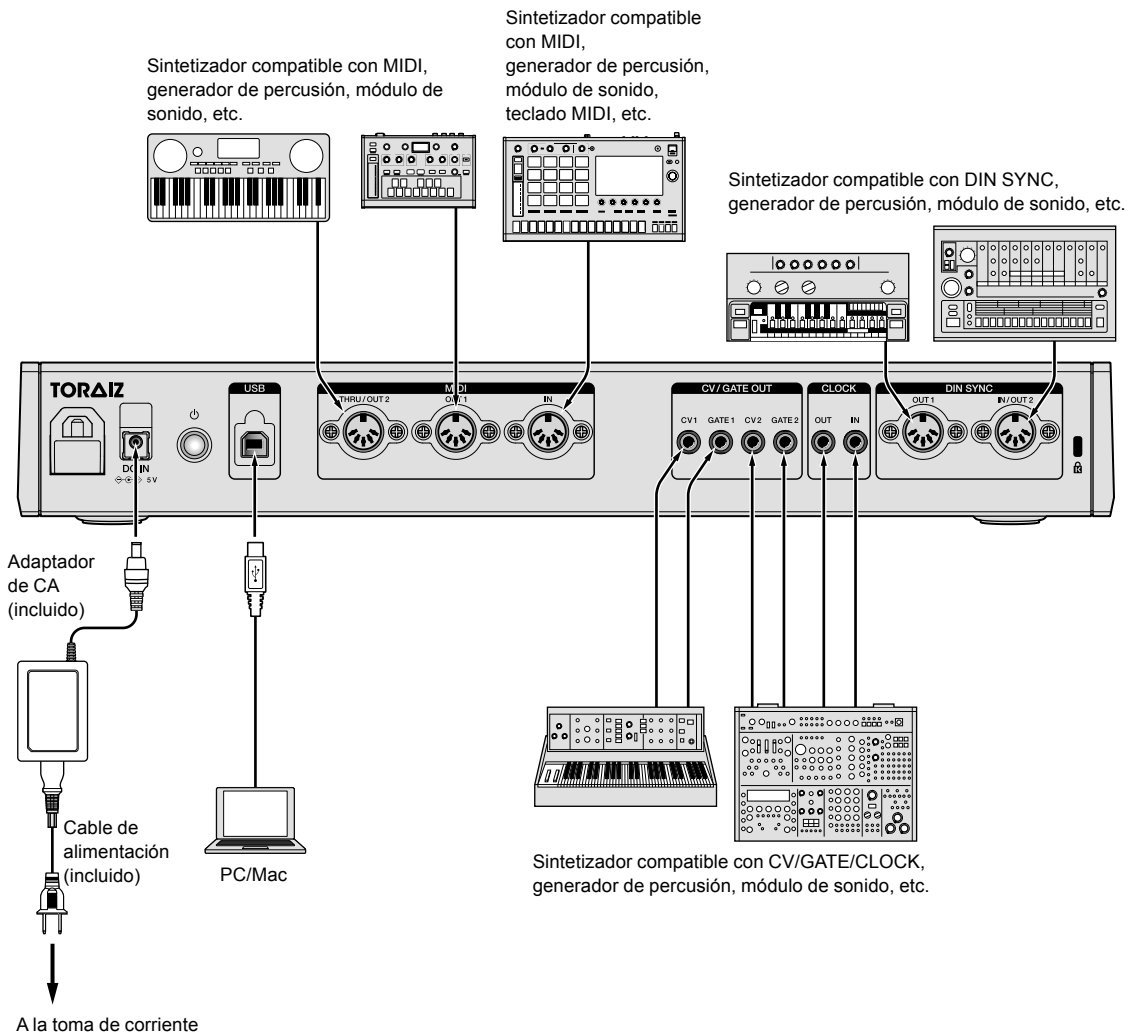 Sintetizador compatible
con MIDI,
generador de percusión,
módulo de sonido,
teclado MIDI, etc.
Sintetizador compatible con MIDI,
generador de percusión, módulo de
sonido, etc.
Sintetizador compatible con DIN SYNC,
generador de percusión, módulo de sonido, etc.
TORAIZ
USB
MIDI
CV / GATE OUT
CLOCK
DIN SYNC
THRU / OUT 2
OUT 1
IN
CV 1
GATE 1
CV 2
GATE 2
OUT
IN
OUT 1
IN/OUT 2
DC IN
5 V
Adaptador
de CA
(incluido)
Cable de
alimentación
(incluido)
PC/Mac
Sintetizador compatible con CV/GATE/CLOCK,
generador de percusión, módulo de sonido, etc.
A la toma de corriente